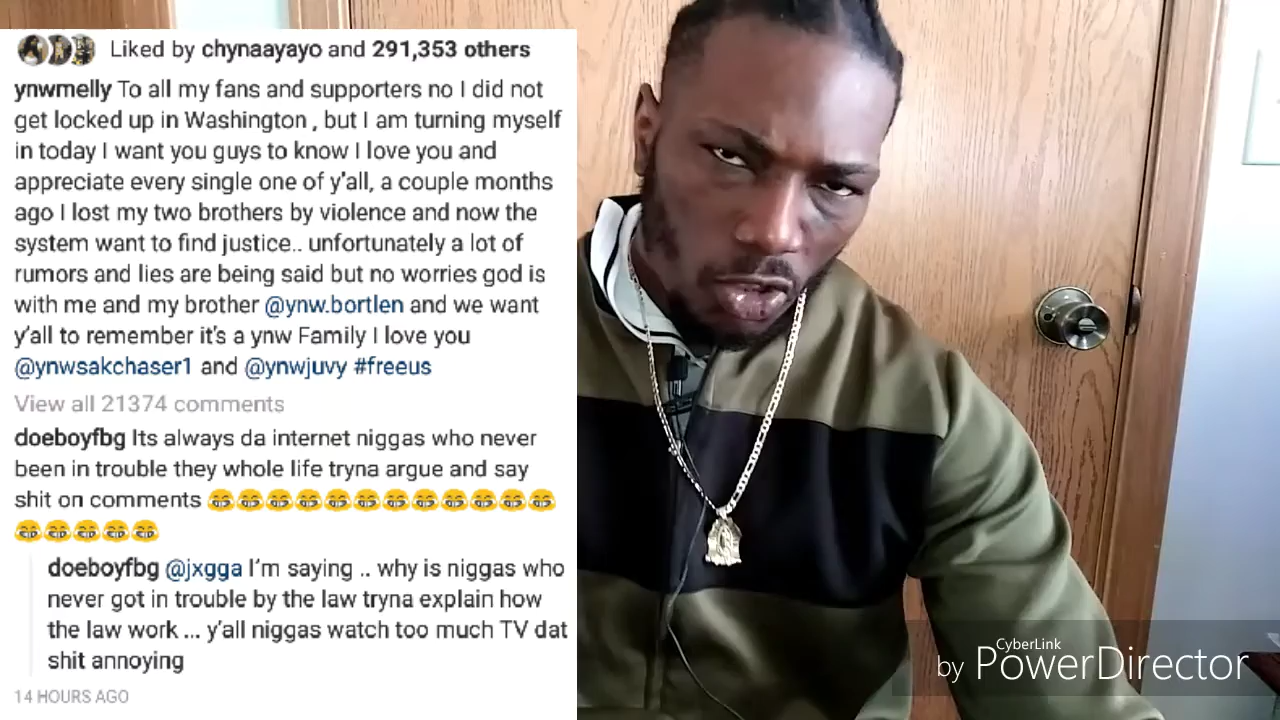 Liked by chynaayayo and 291,353 others
ynwmelly To all my fans and supporters no I did not
get locked up in Washington , but I am turning myself
in today I want you guys to know I love you and
appreciate every single one of y'all, a couple months
ago I lost my two brothers by violence and now the
system want to find justice.. unfortunately a lot of
rumors and lies are being said but no worries god is
with me and my brother @ynw.bortlen and we want
y'all to remember it's a ynw Family I love you
@ynwsakchaser1 and @ynwjuvy #freeus
View all 21374 comments
doeboyfbg Its always da internet niggas who never
been in trouble they whole life tryna argue and say
shit on comments 😂😂😂😂😂😂😂😂😂😂😂😂
😂😂😂😂😂
doeboyfbg @jxgga I'm saying .. why is niggas who
never got in trouble by the law tryna explain how
the law work ... y'all niggas watch too much TV dat
shit annoying
14 HOURS AGO
CyberLink
by PowerDirector